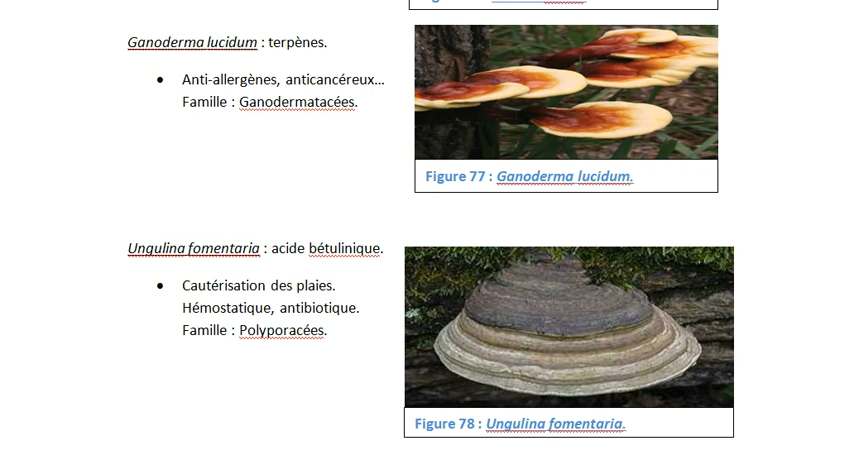 Ganoderma lucidum : terpènes.
• Anti-allergènes, anticancéreux...
Famille : Ganodermatacées.
Figure 77 : Ganoderma lucidum.
Ungulina fomentaria : acide bétulinique.
• Cautérisation des plaies.
Hémostatique, antibiotique.
Famille : Polyporacées.
Figure 78 : Ungulina fomentaria.